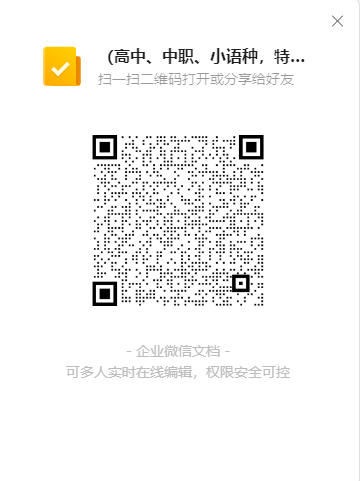 （高中、中职、小语种，特...
扫一扫二维码打开或分享给好友
- 企业微信文档 -
可多人实时在线编辑，权限安全可控